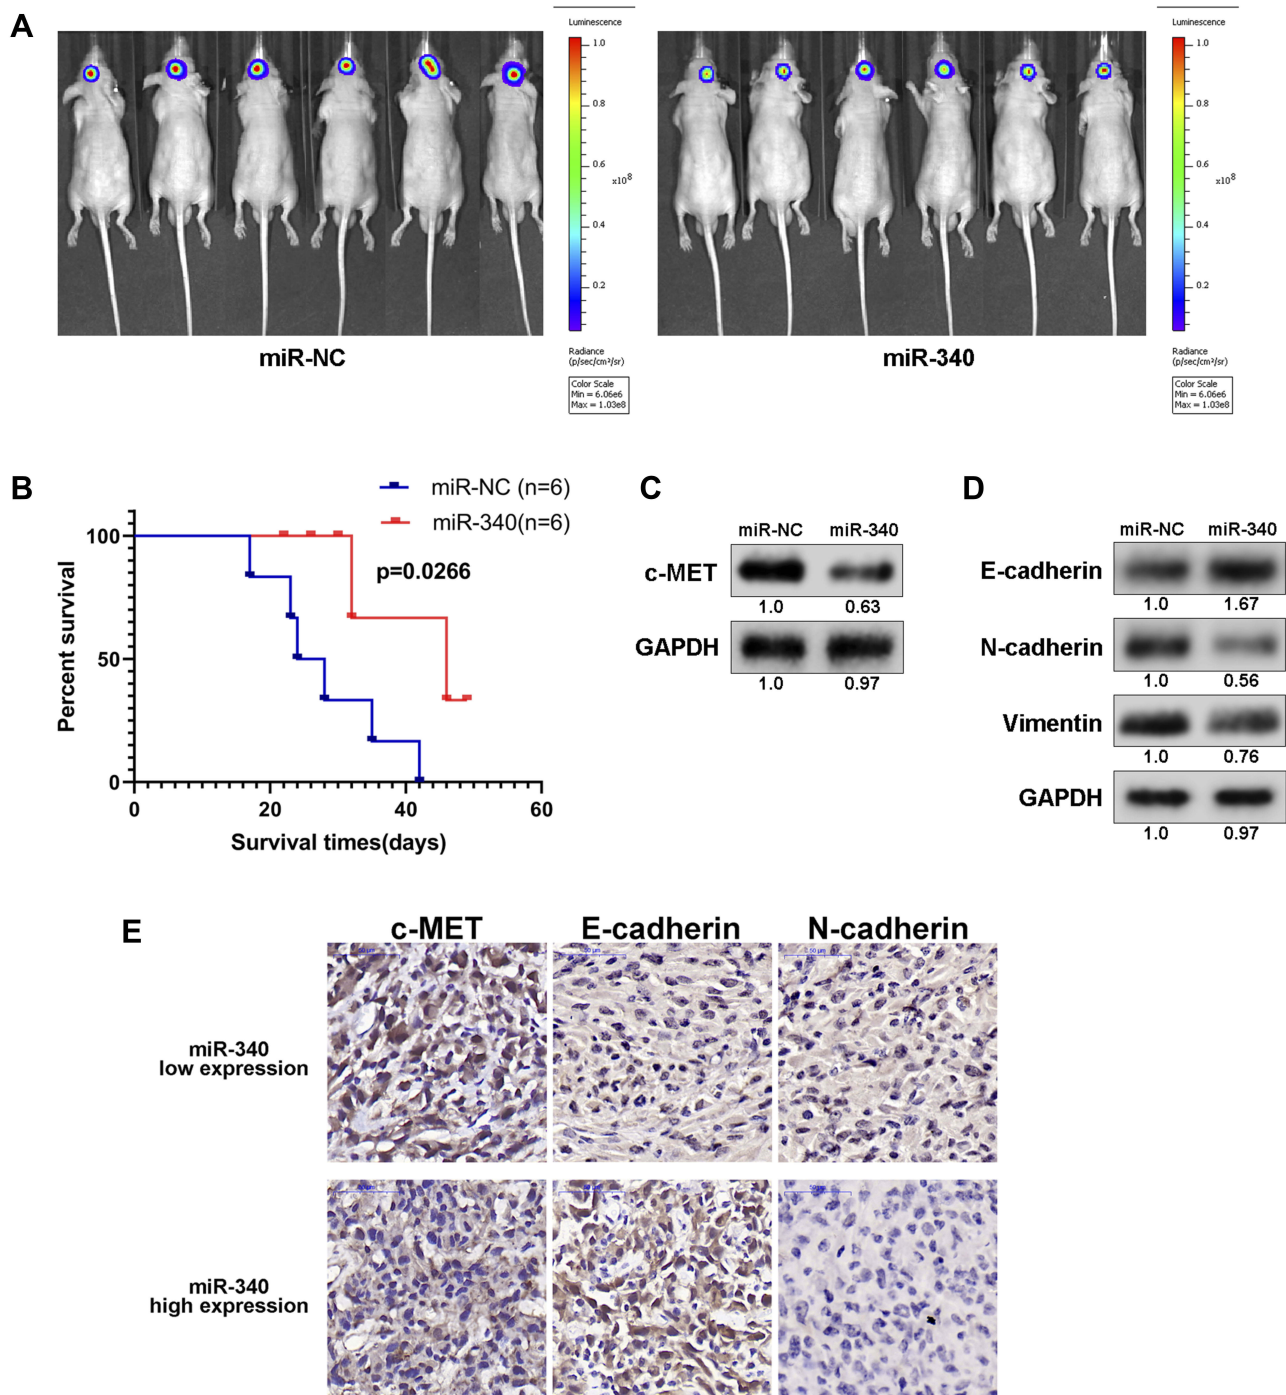 A
Luminescence
1.0
0.8
0.6
x10⁸
0.4
0.2
Radiance
(p/sec/cm²/sr)
Color Scale
Min = 6.06e6
Max = 1.03e8
miR-NC
Luminescence
1.0
0.8
0.6
x10⁸
0.4
0.2
Radiance
(p/sec/cm²/sr)
Color Scale
Min = 6.06e6
Max = 1.03e8
miR-340
B
miR-NC (n=6)
miR-340(n=6)
p=0.0266
Percent survival
100
50
0
0 20 40 60
Survival times(days)
C
miR-NC miR-340
c-MET
1.0 0.63
GAPDH
1.0 0.97
D
miR-NC miR-340
E-cadherin
1.0 1.67
N-cadherin
1.0 0.56
Vimentin
1.0 0.76
GAPDH
1.0 0.97
E
c-MET E-cadherin N-cadherin
miR-340
low expression
50 μm
miR-340
high expression